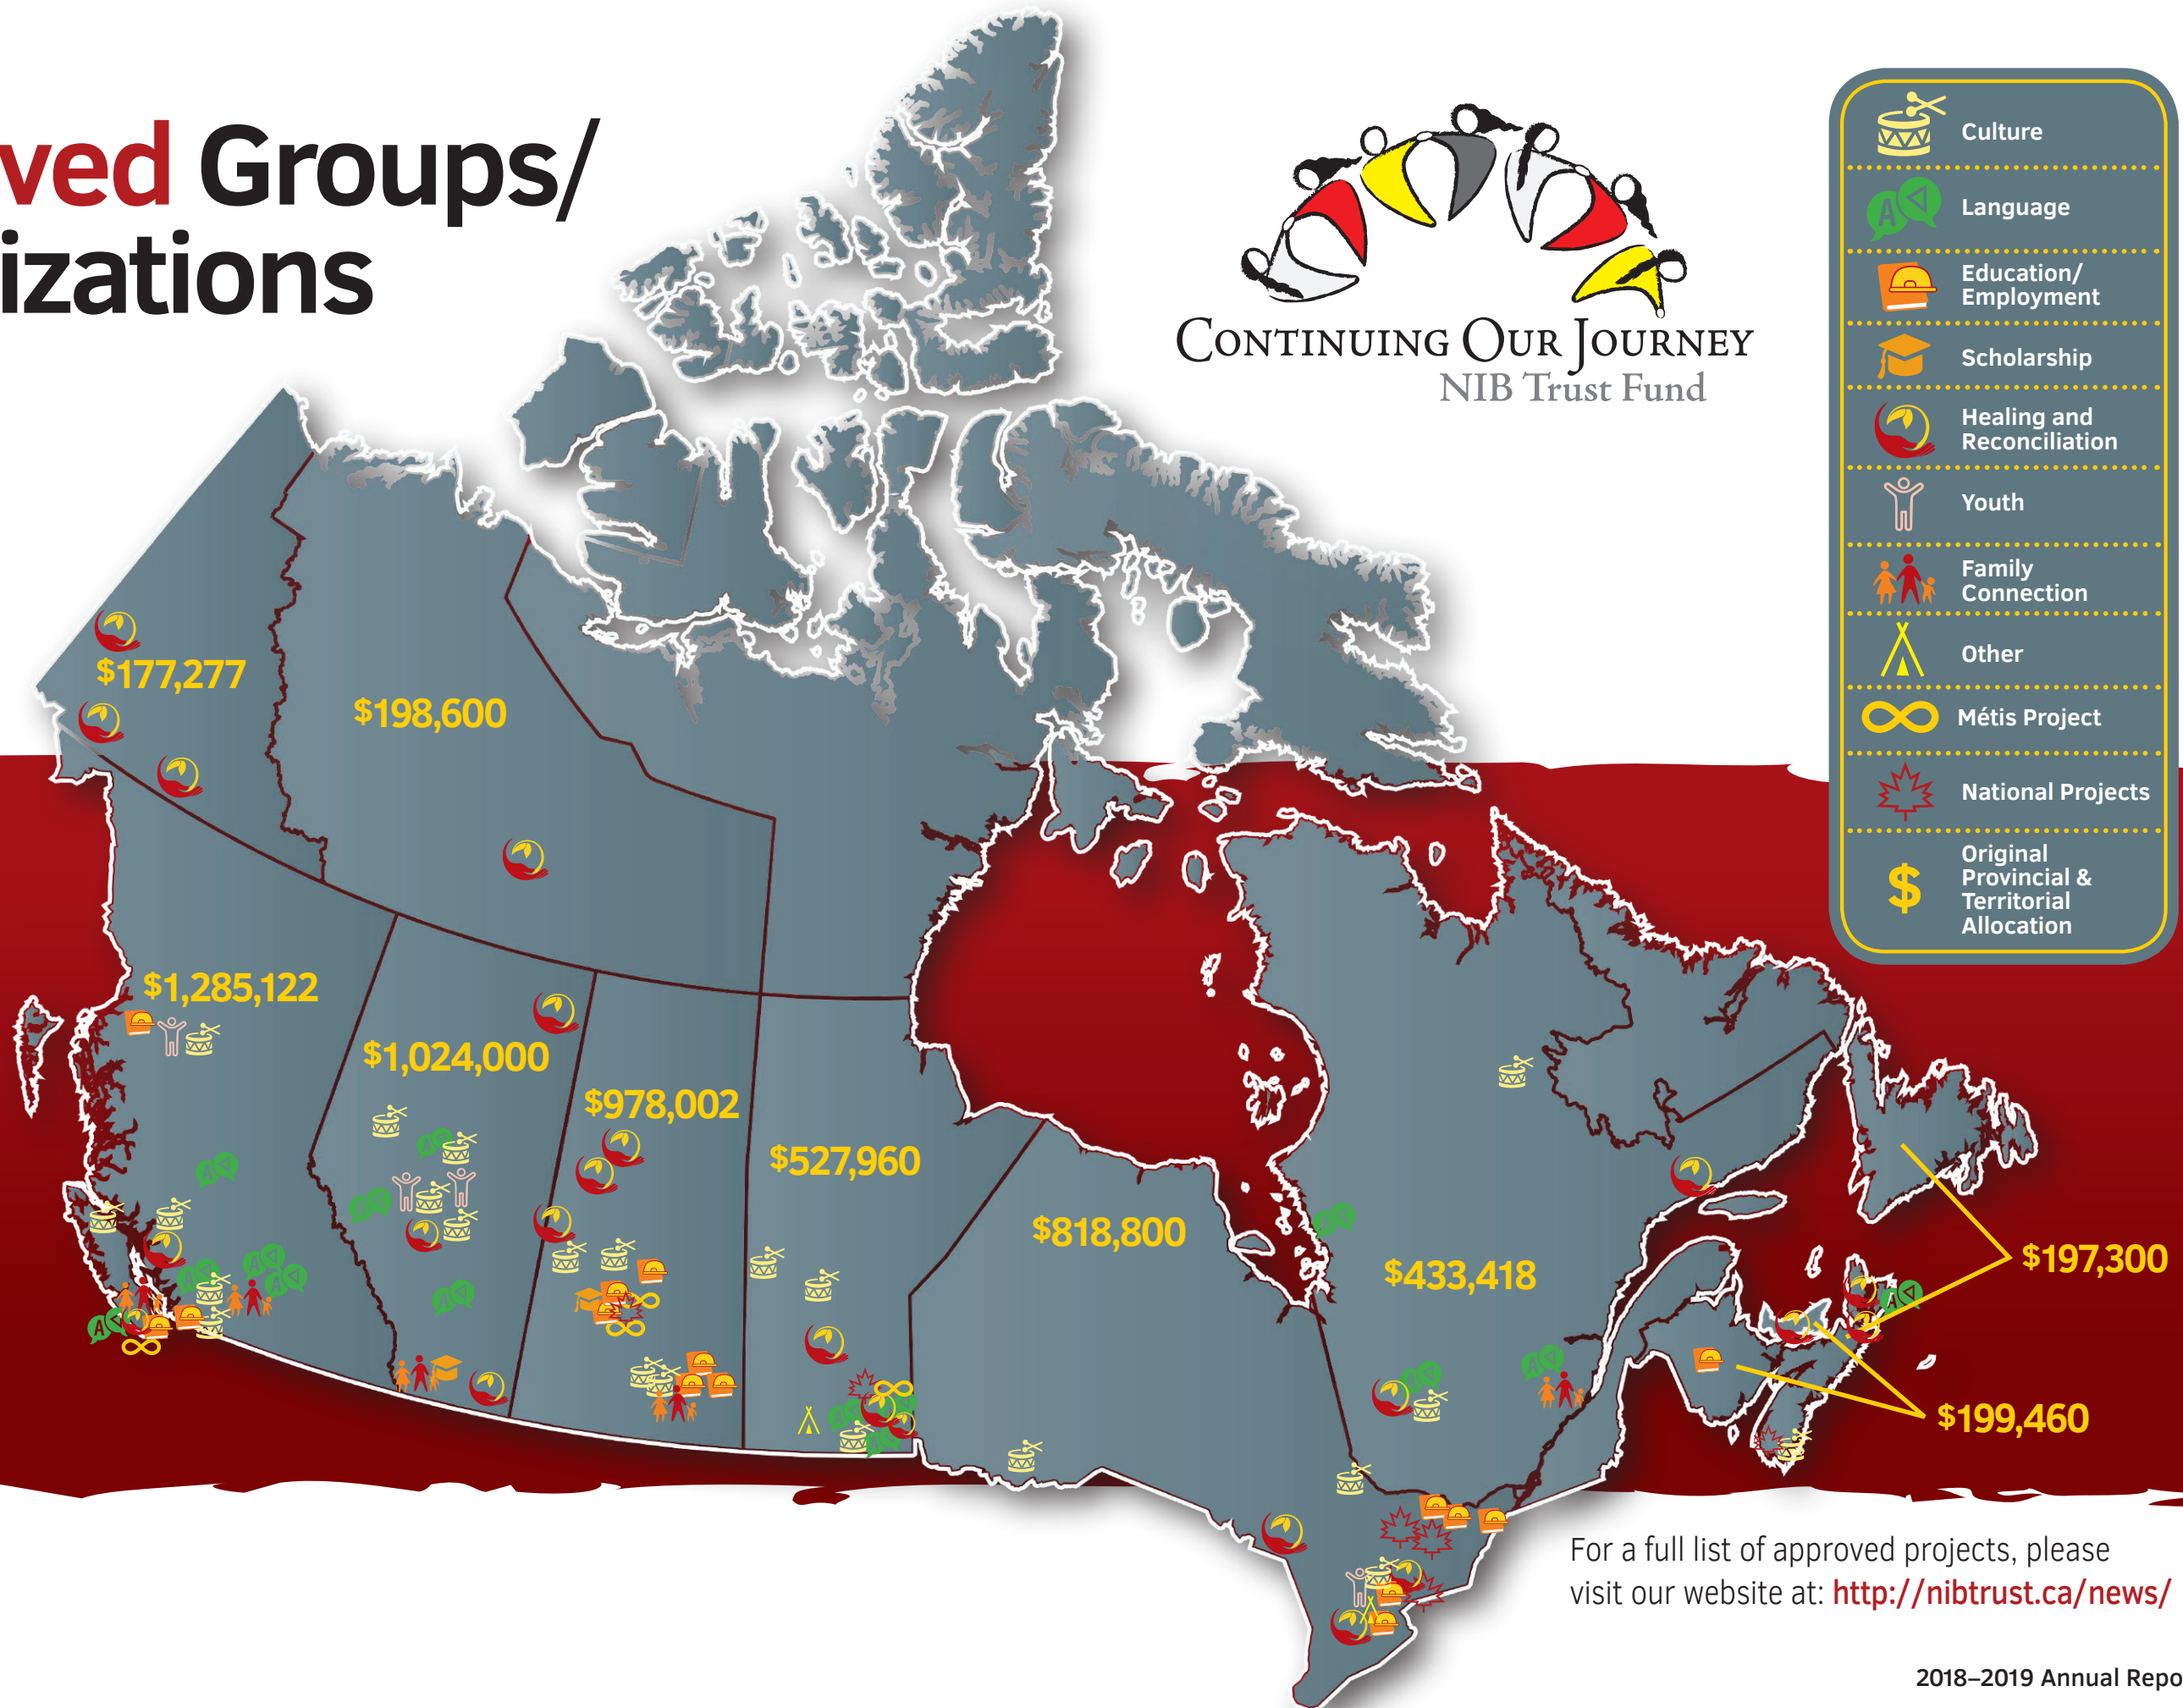 ved Groups/
izations
CONTINUING OUR JOURNEY
NIB Trust Fund
Culture
Language
Education/
Employment
Scholarship
Healing and
Reconciliation
Youth
Family
Connection
Other
Métis Project
National Projects
$
Original
Provincial &
Territorial
Allocation
$177,277
$198,600
$1,285,122
$1,024,000
$978,002
$527,960
$818,800
$433,418
$197,300
$199,460
For a full list of approved projects, please
visit our website at: http://nibtrust.ca/news/
2018–2019 Annual Repo